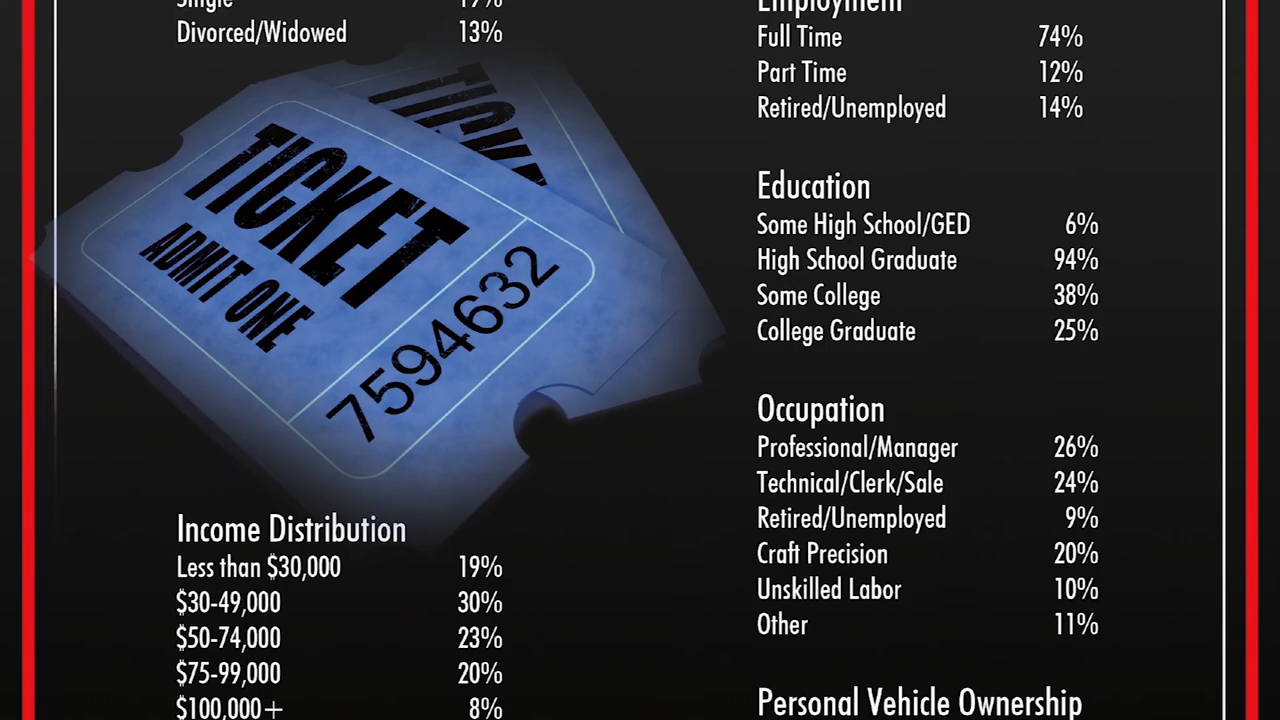 Single 19%
Divorced/Widowed 13%
TICKET
ADMIT ONE
7594632
TICKE
Income Distribution
Less than $30,000 19%
$30-49,000 30%
$50-74,000 23%
$75-99,000 20%
$100,000+ 8%
Employment
Full Time 74%
Part Time 12%
Retired/Unemployed 14%
Education
Some High School/GED 6%
High School Graduate 94%
Some College 38%
College Graduate 25%
Occupation
Professional/Manager 26%
Technical/Clerk/Sale 24%
Retired/Unemployed 9%
Craft Precision 20%
Unskilled Labor 10%
Other 11%
Personal Vehicle Ownership